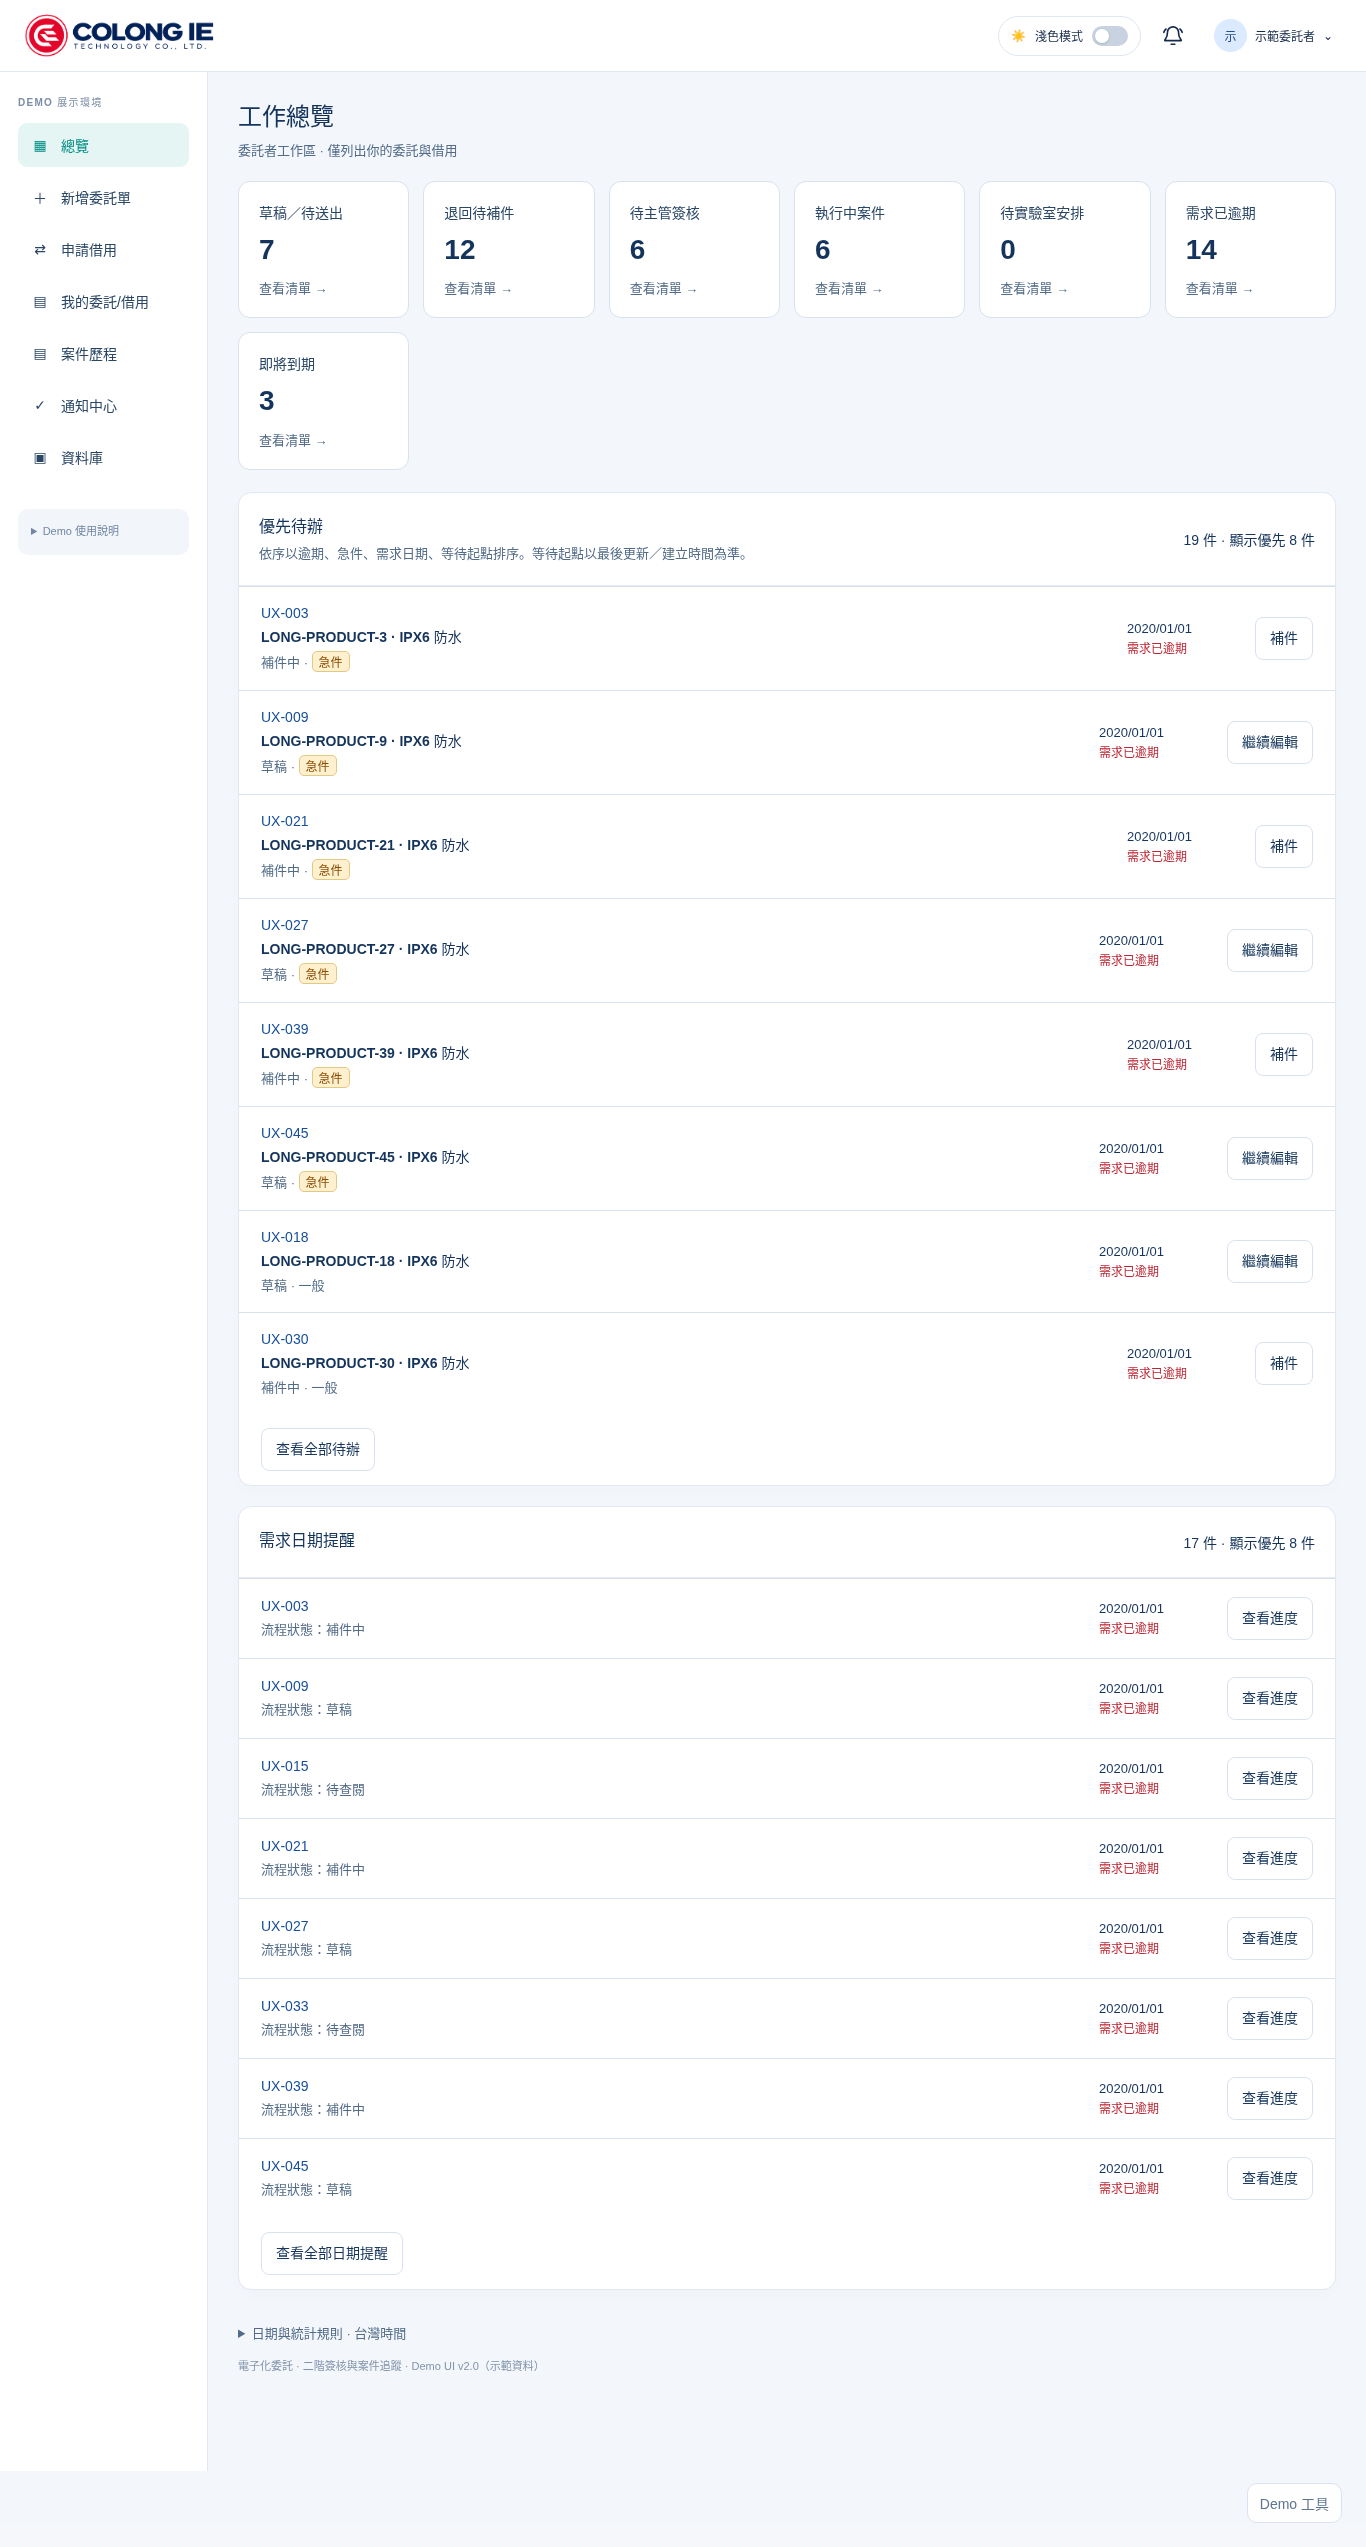 COLONG IE
TECHNOLOGY CO., LTD.
淺色模式
示
示範委託者
DEMO 展示環境
總覽
新增委託單
申請借用
我的委託/借用
案件歷程
通知中心
資料庫
Demo 使用說明
工作總覽
委託者工作區 · 僅列出你的委託與借用
草稿／待送出
7
查看清單 →
退回待補件
12
查看清單 →
待主管簽核
6
查看清單 →
執行中案件
6
查看清單 →
待實驗室安排
0
查看清單 →
需求已逾期
14
查看清單 →
即將到期
3
查看清單 →
優先待辦
依序以逾期、急件、需求日期、等待起點排序。等待起點以最後更新／建立時間為準。
19 件 · 顯示優先 8 件
UX-003
LONG-PRODUCT-3 · IPX6 防水
補件中 · 急件
2020/01/01
需求已逾期
補件
UX-009
LONG-PRODUCT-9 · IPX6 防水
草稿 · 急件
2020/01/01
需求已逾期
繼續編輯
UX-021
LONG-PRODUCT-21 · IPX6 防水
補件中 · 急件
2020/01/01
需求已逾期
補件
UX-027
LONG-PRODUCT-27 · IPX6 防水
草稿 · 急件
2020/01/01
需求已逾期
繼續編輯
UX-039
LONG-PRODUCT-39 · IPX6 防水
補件中 · 急件
2020/01/01
需求已逾期
補件
UX-045
LONG-PRODUCT-45 · IPX6 防水
草稿 · 急件
2020/01/01
需求已逾期
繼續編輯
UX-018
LONG-PRODUCT-18 · IPX6 防水
草稿 · 一般
2020/01/01
需求已逾期
繼續編輯
UX-030
LONG-PRODUCT-30 · IPX6 防水
補件中 · 一般
2020/01/01
需求已逾期
補件
查看全部待辦
需求日期提醒
17 件 · 顯示優先 8 件
UX-003
流程狀態：補件中
2020/01/01
需求已逾期
查看進度
UX-009
流程狀態：草稿
2020/01/01
需求已逾期
查看進度
UX-015
流程狀態：待查閱
2020/01/01
需求已逾期
查看進度
UX-021
流程狀態：補件中
2020/01/01
需求已逾期
查看進度
UX-027
流程狀態：草稿
2020/01/01
需求已逾期
查看進度
UX-033
流程狀態：待查閱
2020/01/01
需求已逾期
查看進度
UX-039
流程狀態：補件中
2020/01/01
需求已逾期
查看進度
UX-045
流程狀態：草稿
2020/01/01
需求已逾期
查看進度
查看全部日期提醒
日期與統計規則 · 台灣時間
電子化委託 · 二階簽核與案件追蹤 · Demo UI v2.0（示範資料）
Demo 工具